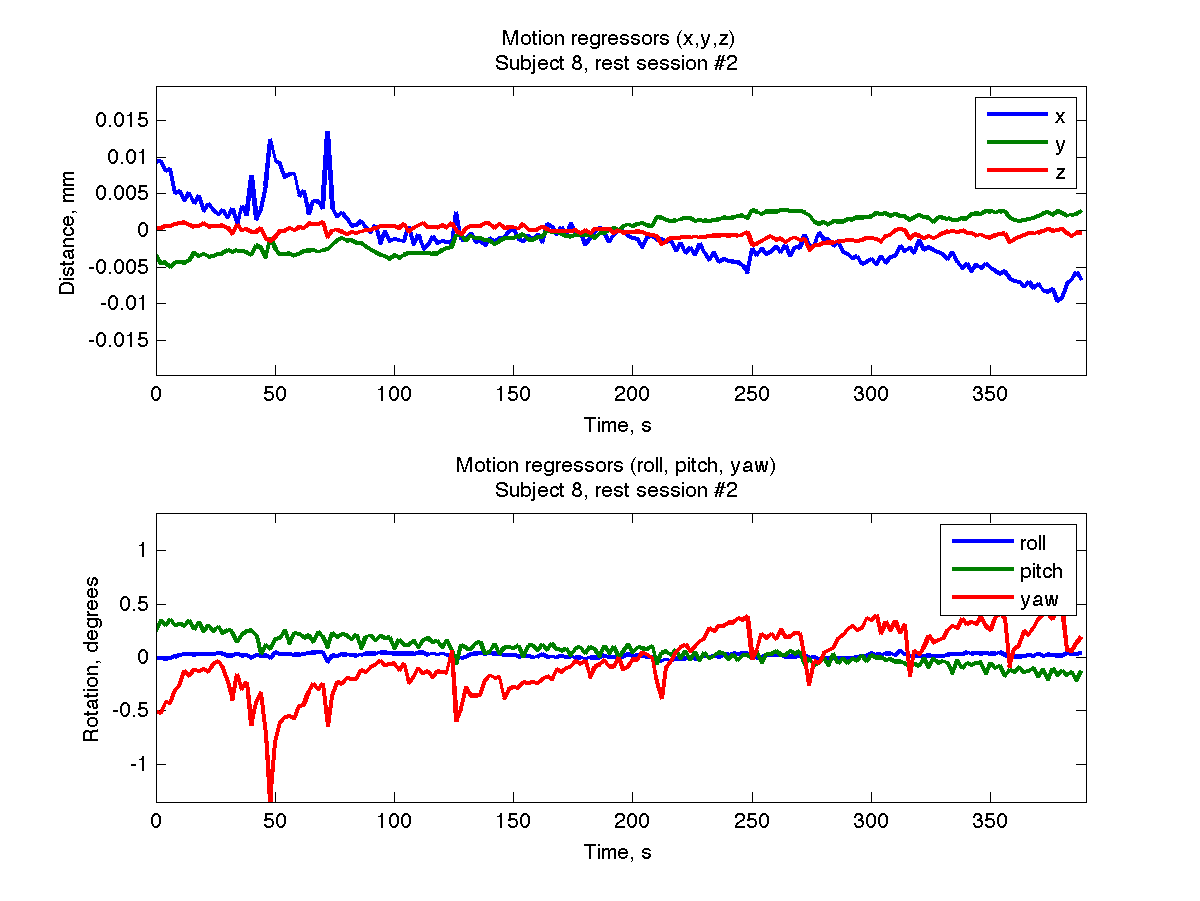 Motion regressors (x,y,z)
Subject 8, rest session #2
0.015
0.01
0.005
0
-0.005
-0.01
-0.015
Distance, mm
x
y
z
0 50 100 150 200 250 300 350
Time, s
Motion regressors (roll, pitch, yaw)
Subject 8, rest session #2
1
0.5
0
-0.5
-1
Rotation, degrees
roll
pitch
yaw
0 50 100 150 200 250 300 350
Time, s